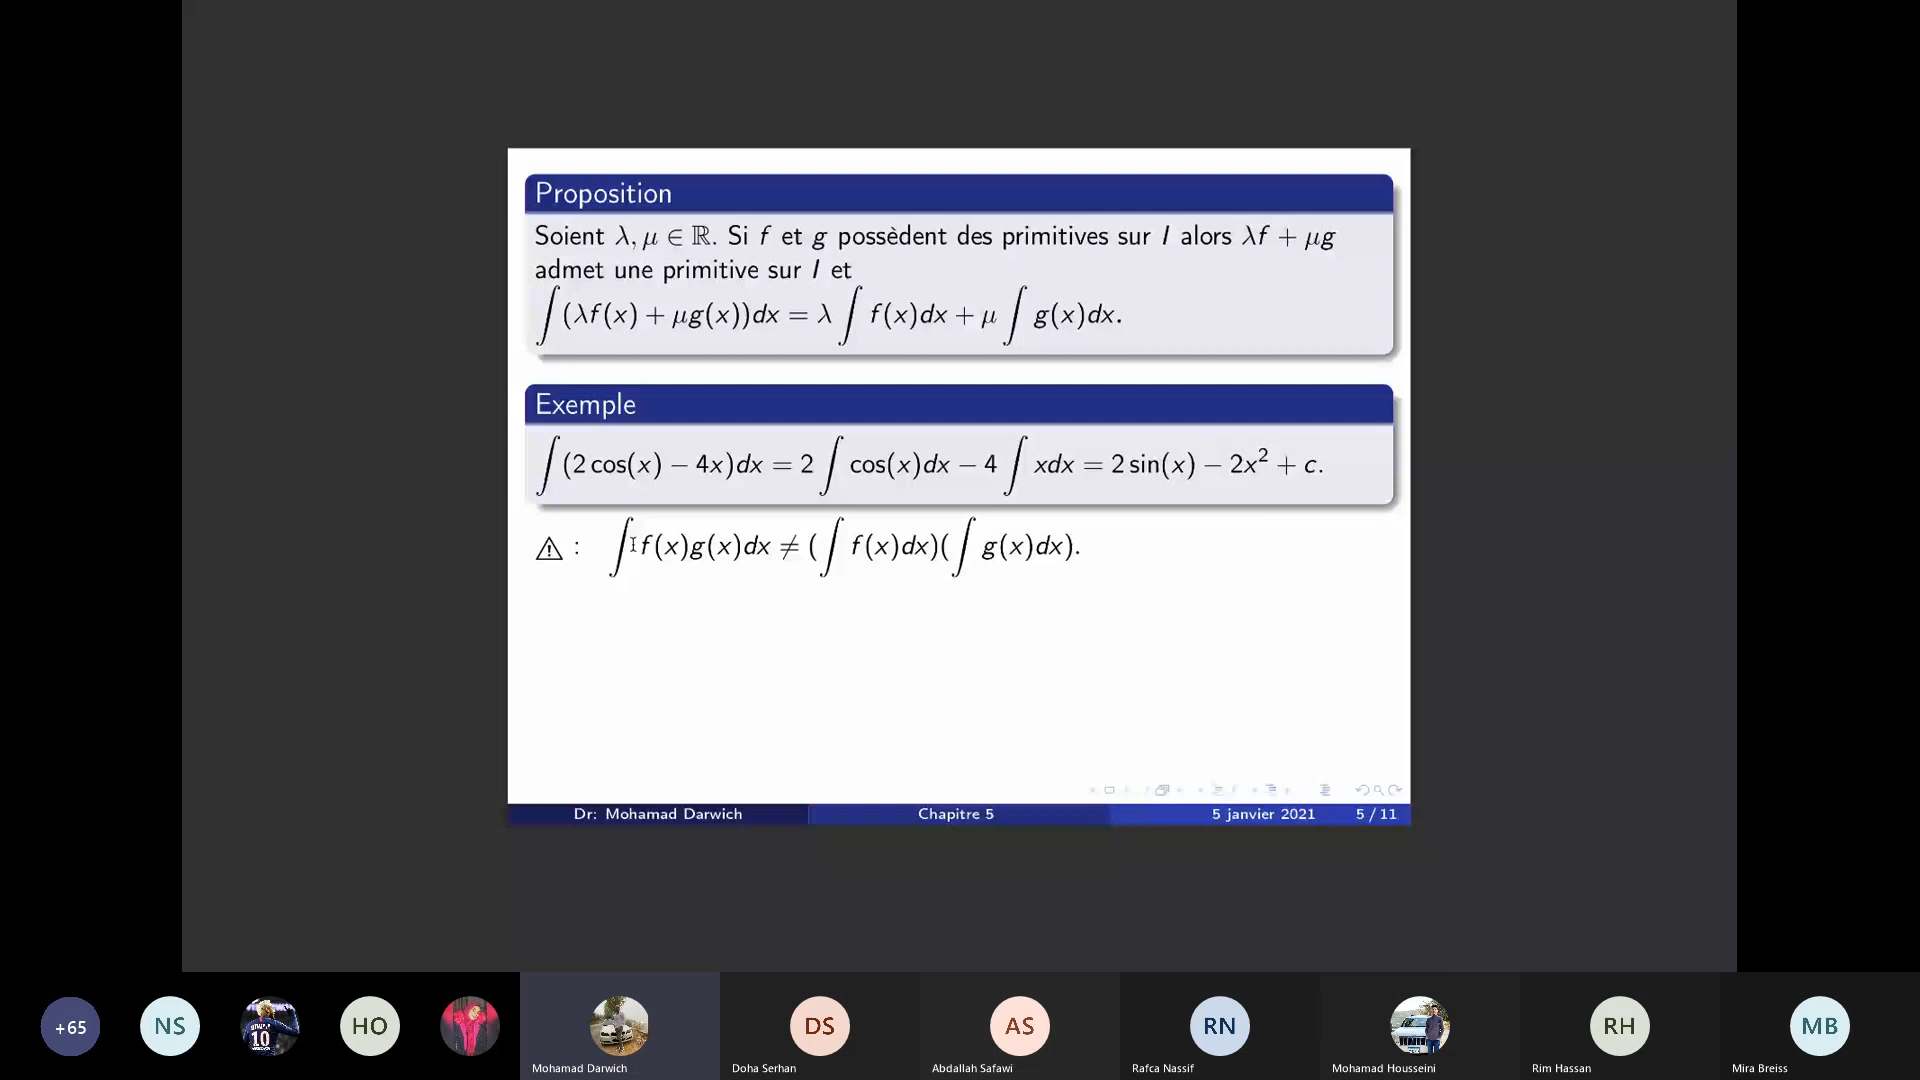 Proposition
Soient λ, μ ∈ ℝ. Si f et g possèdent des primitives sur I alors λf + μg
admet une primitive sur I et
∫(λf(x) + μg(x))dx = λ∫ f(x)dx + μ∫ g(x)dx.
Exemple
∫(2 cos(x) − 4x)dx = 2∫ cos(x)dx − 4∫ xdx = 2 sin(x) − 2x² + c.
⚠ : ∫ f(x)g(x)dx ≠ (∫ f(x)dx)(∫ g(x)dx).
Dr: Mohamad Darwich Chapitre 5 5 janvier 2021 5 / 11
+65 NS 10 HO DS AS RN RH MB
Mohamad Darwich Doha Serhan Abdallah Safawi Rafca Nassif Mohamad Housseini Rim Hassan Mira Breiss